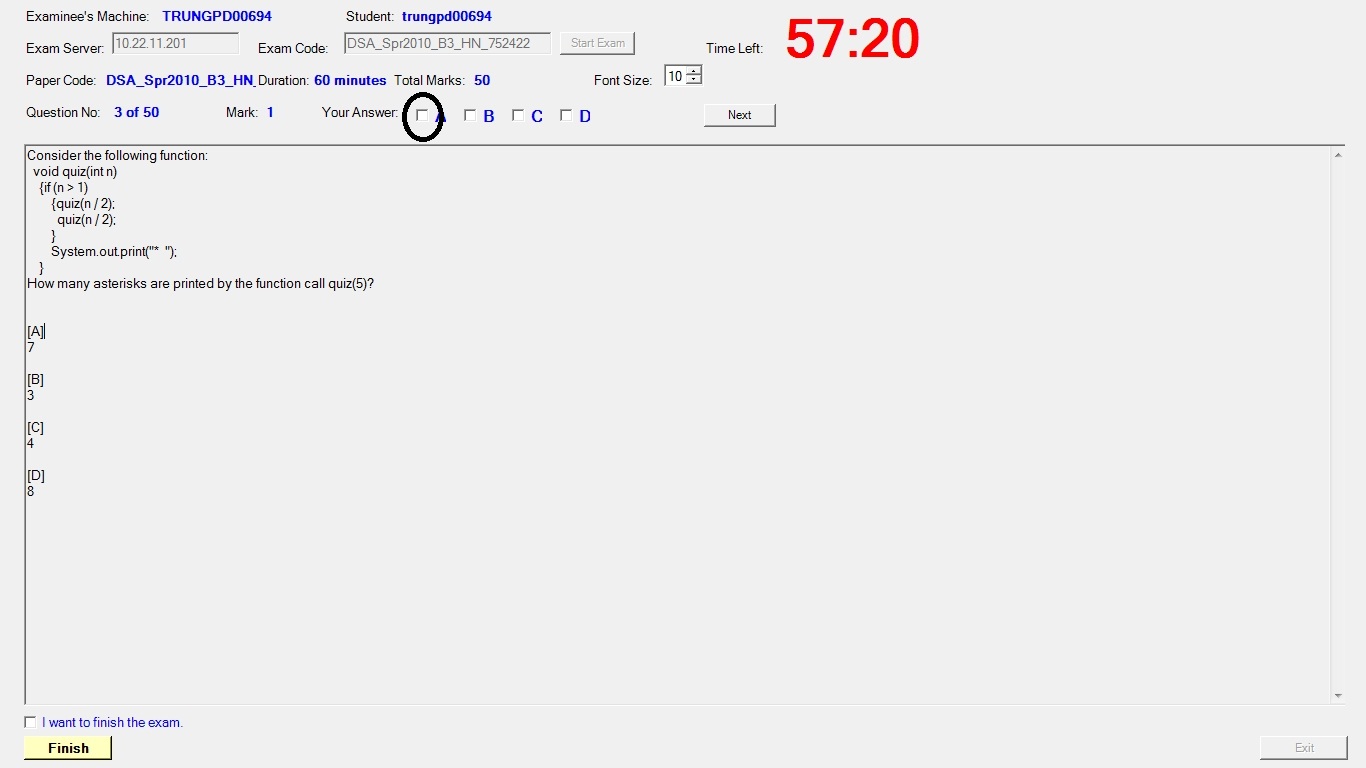 Examinee's Machine: TRUNGPD00694 Student: trungpd00694
Exam Server: 10.22.11.201 Exam Code: DSA_Spr2010_B3_HN_752422 Start Exam Time Left: 57:20
Paper Code: DSA_Spr2010_B3_HN_ Duration: 60 minutes Total Marks: 50 Font Size: 10
Question No: 3 of 50 Mark: 1 Your Answer: A B C D Next
Consider the following function:
void quiz(int n)
{if (n > 1)
{quiz(n / 2);
quiz(n / 2);
}
System.out.print("* ");
}
How many asterisks are printed by the function call quiz(5)?
[A]
7
[B]
3
[C]
4
[D]
8
I want to finish the exam.
Finish Exit